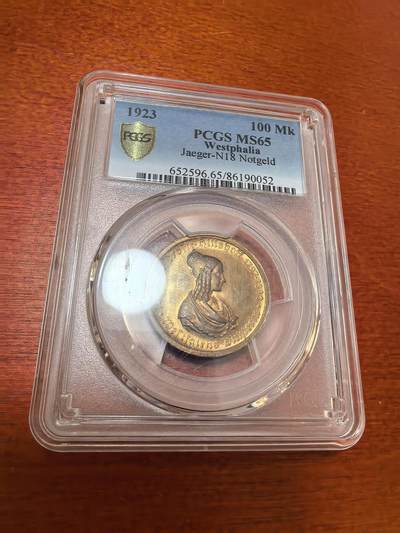 1923
100 Mk
PCGS
PCGS MS65
Westphalia
Jaeger-N18 Notgeld
652596.65/86190052